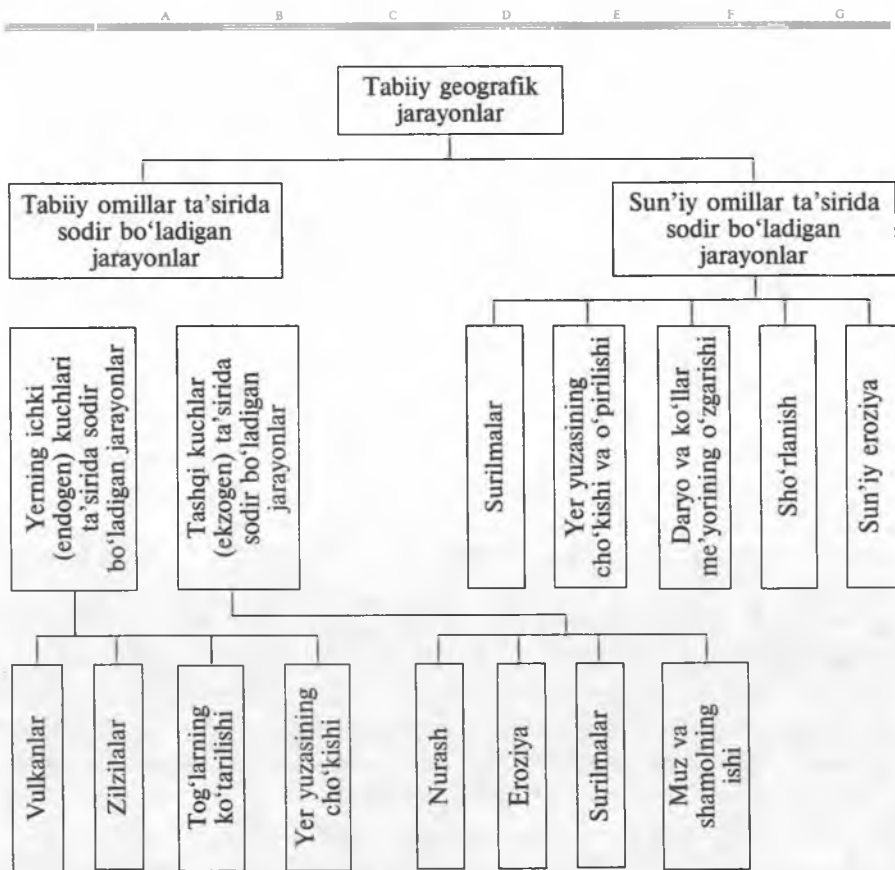 A B C D E F G
Tabiiy geografik
jarayonlar
Tabiiy omillar ta’sirida
sodir bo‘ladigan
jarayonlar
Sun’iy omillar ta’sirida
sodir bo‘ladigan
jarayonlar
Yerning ichki
(endogen) kuchlari
ta’sirida sodir
bo‘ladigan jarayonlar
Tashqi kuchlar
(ekzogen) ta’sirida
sodir bo‘ladigan
jarayonlar
Surilmalar
Yer yuzasining
cho‘kishi va o‘pirilishi
Daryo va ko‘llar
me’yorining o‘zgarishi
Sho‘rlanish
Sun’iy eroziya
Vulkanlar
Zilzilalar
Tog‘larning
ko‘tarilishi
Yer yuzasining
cho‘kishi
Nurash
Eroziya
Surilmalar
Muz va
shamolning
ishi